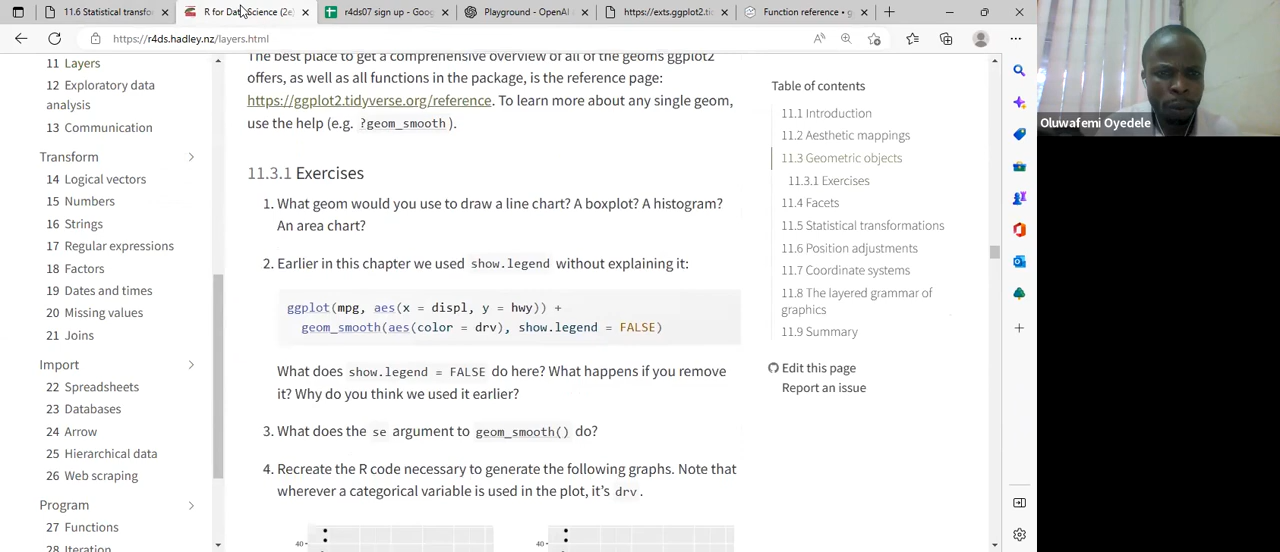 11.6 Statistical transfor
R for Data Science (2e)
r4ds07 sign up - Goog
Playground - OpenAI
https://exts.ggplot2.tic
Function reference •
https://r4ds.hadley.nz/layers.html
Oluwafemi Oyedele
11 Layers
12 Exploratory data
analysis
13 Communication
Transform
14 Logical vectors
15 Numbers
16 Strings
17 Regular expressions
18 Factors
19 Dates and times
20 Missing values
21 Joins
Import
22 Spreadsheets
23 Databases
24 Arrow
25 Hierarchical data
26 Web scraping
Program
27 Functions
28 Iteration
The best place to get a comprehensive overview of all of the geoms ggplot2
offers, as well as all functions in the package, is the reference page:
https://ggplot2.tidyverse.org/reference. To learn more about any single geom,
use the help (e.g. ?geom_smooth).
11.3.1 Exercises
1. What geom would you use to draw a line chart? A boxplot? A histogram?
An area chart?
2. Earlier in this chapter we used show.legend without explaining it:
ggplot(mpg, aes(x = displ, y = hwy)) +
geom_smooth(aes(color = drv), show.legend = FALSE)
What does show.legend = FALSE do here? What happens if you remove
it? Why do you think we used it earlier?
3. What does the se argument to geom_smooth() do?
4. Recreate the R code necessary to generate the following graphs. Note that
wherever a categorical variable is used in the plot, it's drv.
40
40
Table of contents
11.1 Introduction
11.2 Aesthetic mappings
11.3 Geometric objects
11.3.1 Exercises
11.4 Facets
11.5 Statistical transformations
11.6 Position adjustments
11.7 Coordinate systems
11.8 The layered grammar of
graphics
11.9 Summary
Edit this page
Report an issue